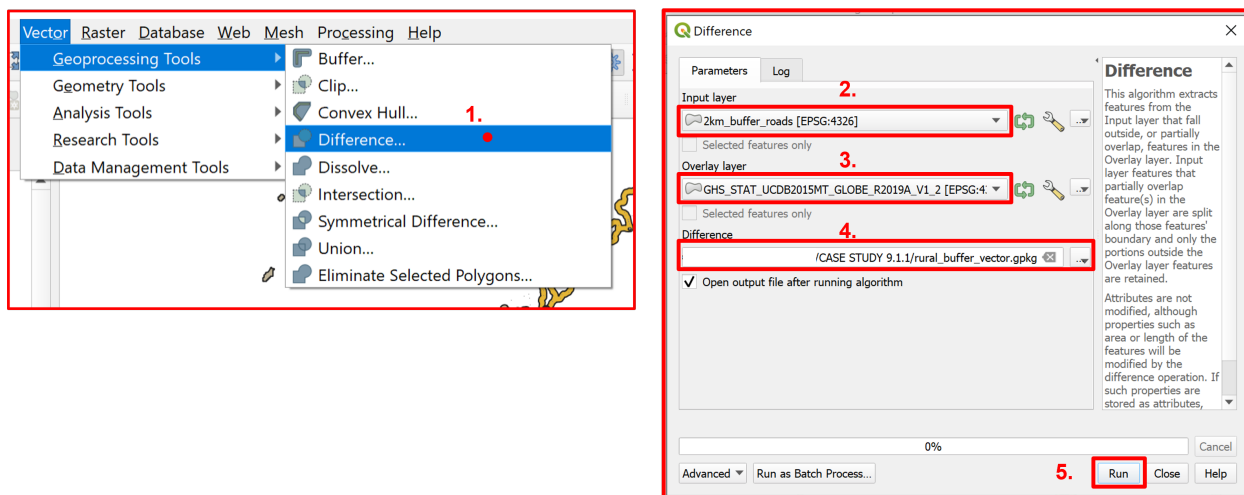 Vector Raster Database Web Mesh Processing Help
Geoprocessing Tools
Geometry Tools
Analysis Tools
Research Tools
Data Management Tools
Buffer...
Clip...
Convex Hull...
1.
Difference...
Dissolve...
Intersection...
Symmetrical Difference...
Union...
Eliminate Selected Polygons...
Difference
Parameters Log
2.
Input layer
2km_buffer_roads [EPSG:4326]
Selected features only
3.
Overlay layer
GHS_STAT_UCDB2015MT_GLOBE_R2019A_V1_2 [EPSG:4
Selected features only
4.
Difference
/CASE STUDY 9.1.1/rural_buffer_vector.gpkg
Open output file after running algorithm
Difference
This algorithm extracts
features from the
Input layer that fall
outside, or partially
overlap, features in the
Overlay layer. Input
layer features that
partially overlap
feature(s) in the
Overlay layer are split
along those features'
boundary and only the
portions outside the
Overlay layer features
are retained.
Attributes are not
modified, although
properties such as
area or length of the
features will be
modified by the
difference operation. If
such properties are
stored as attributes,
0%
Cancel
Advanced Run as Batch Process...
5.
Run Close Help